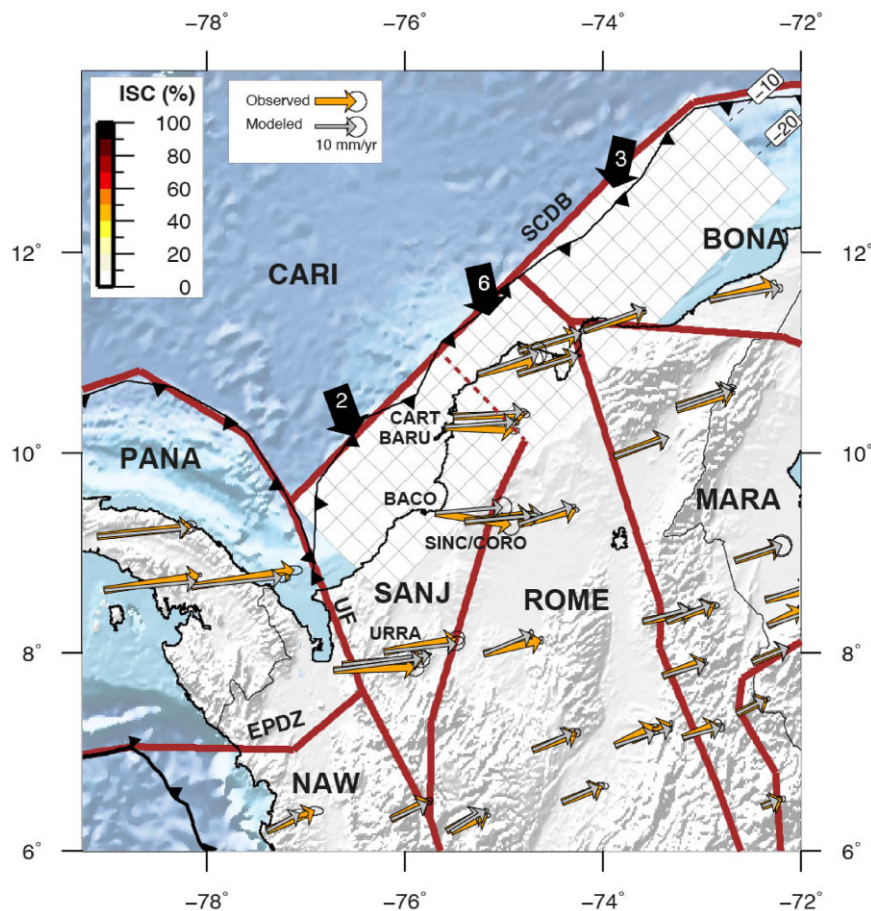 −78° −76° −74° −72°
ISC (%)
100
80
60
40
20
0
Observed
Modeled
10 mm/yr
−10
−20
3
SCDB
BONA
12° 12°
CARI
6
2
CART
BARU
10° 10°
PANA
MARA
BACO
SINC/CORO
SANJ
ROME
UF
URRA
8° 8°
EPDZ
NAW
6° 6°
−78° −76° −74° −72°